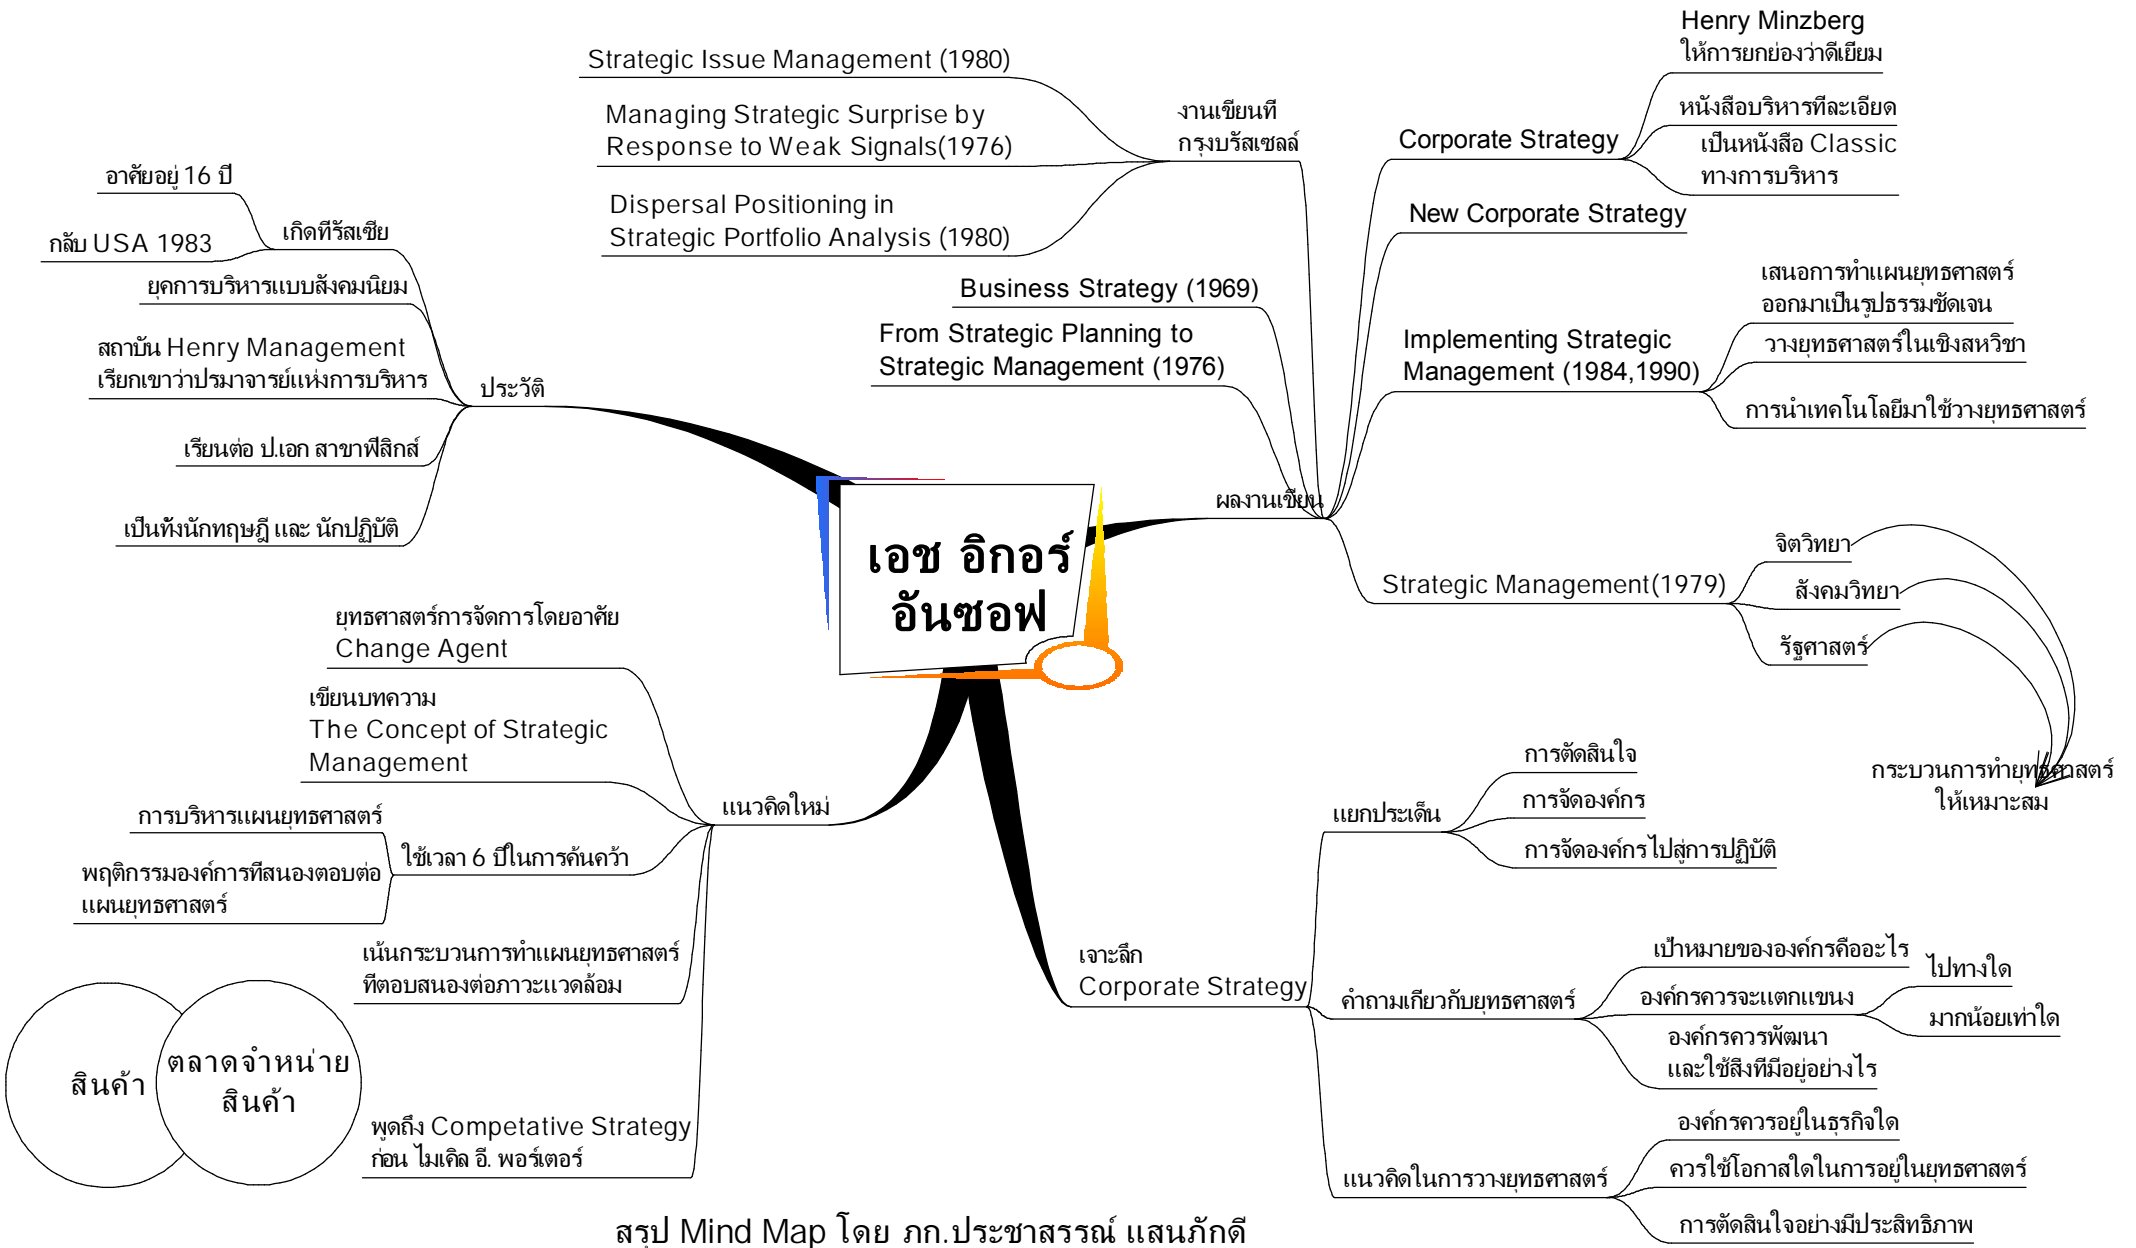 เอช อิกอร์
อันซอฟ
ประวัติ
เกิดที่รัสเซีย
อาศัยอยู่ 16 ปี
กลับ USA 1983
ยุคการบริหารแบบสังคมนิยม
สถาบัน Henry Management
เรียกเขาว่าปรมาจารย์แห่งการบริหาร
เรียนต่อ ป.เอก สาขาฟิสิกส์
เป็นทั้งนักทฤษฎี และ นักปฏิบัติ
ผลงานเขียน
งานเขียนที่
กรุงบรัสเซลล์
Strategic Issue Management (1980)
Managing Strategic Surprise by
Response to Weak Signals(1976)
Dispersal Positioning in
Strategic Portfolio Analysis (1980)
Business Strategy (1969)
From Strategic Planning to
Strategic Management (1976)
Corporate Strategy
Henry Minzberg
ให้การยกย่องว่าดีเยี่ยม
หนังสือบริหารที่ละเอียด
เป็นหนังสือ Classic
ทางการบริหาร
New Corporate Strategy
Implementing Strategic
Management (1984,1990)
เสนอการทำแผนยุทธศาสตร์
ออกมาเป็นรูปธรรมชัดเจน
วางยุทธศาสตร์ในเชิงสหวิชา
การนำเทคโนโลยีมาใช้วางยุทธศาสตร์
Strategic Management(1979)
จิตวิทยา
สังคมวิทยา
รัฐศาสตร์
กระบวนการทำยุทธศาสตร์
ให้เหมาะสม
แนวคิดใหม่
ยุทธศาสตร์การจัดการโดยอาศัย
Change Agent
เขียนบทความ
The Concept of Strategic
Management
ใช้เวลา 6 ปีในการค้นคว้า
การบริหารแผนยุทธศาสตร์
พฤติกรรมองค์การที่สนองตอบต่อ
แผนยุทธศาสตร์
เน้นกระบวนการทำแผนยุทธศาสตร์
ที่ตอบสนองต่อภาวะแวดล้อม
พูดถึง Competative Strategy
ก่อน ไมเคิล อี. พอร์เตอร์
สินค้า
ตลาดจำหน่าย
สินค้า
เจาะลึก
Corporate Strategy
แยกประเด็น
การตัดสินใจ
การจัดองค์กร
การจัดองค์กรไปสู่การปฏิบัติ
คำถามเกี่ยวกับยุทธศาสตร์
เป้าหมายขององค์กรคืออะไร
องค์กรควรจะแตกแขนง
ไปทางใด
มากน้อยเท่าใด
องค์กรควรพัฒนา
และใช้สิ่งที่มีอยู่อย่างไร
แนวคิดในการวางยุทธศาสตร์
องค์กรควรอยู่ในธุรกิจใด
ควรใช้โอกาสใดในการอยู่ในยุทธศาสตร์
การตัดสินใจอย่างมีประสิทธิภาพ
สรุป Mind Map โดย ภก.ประชาสรรณ์ แสนภักดี